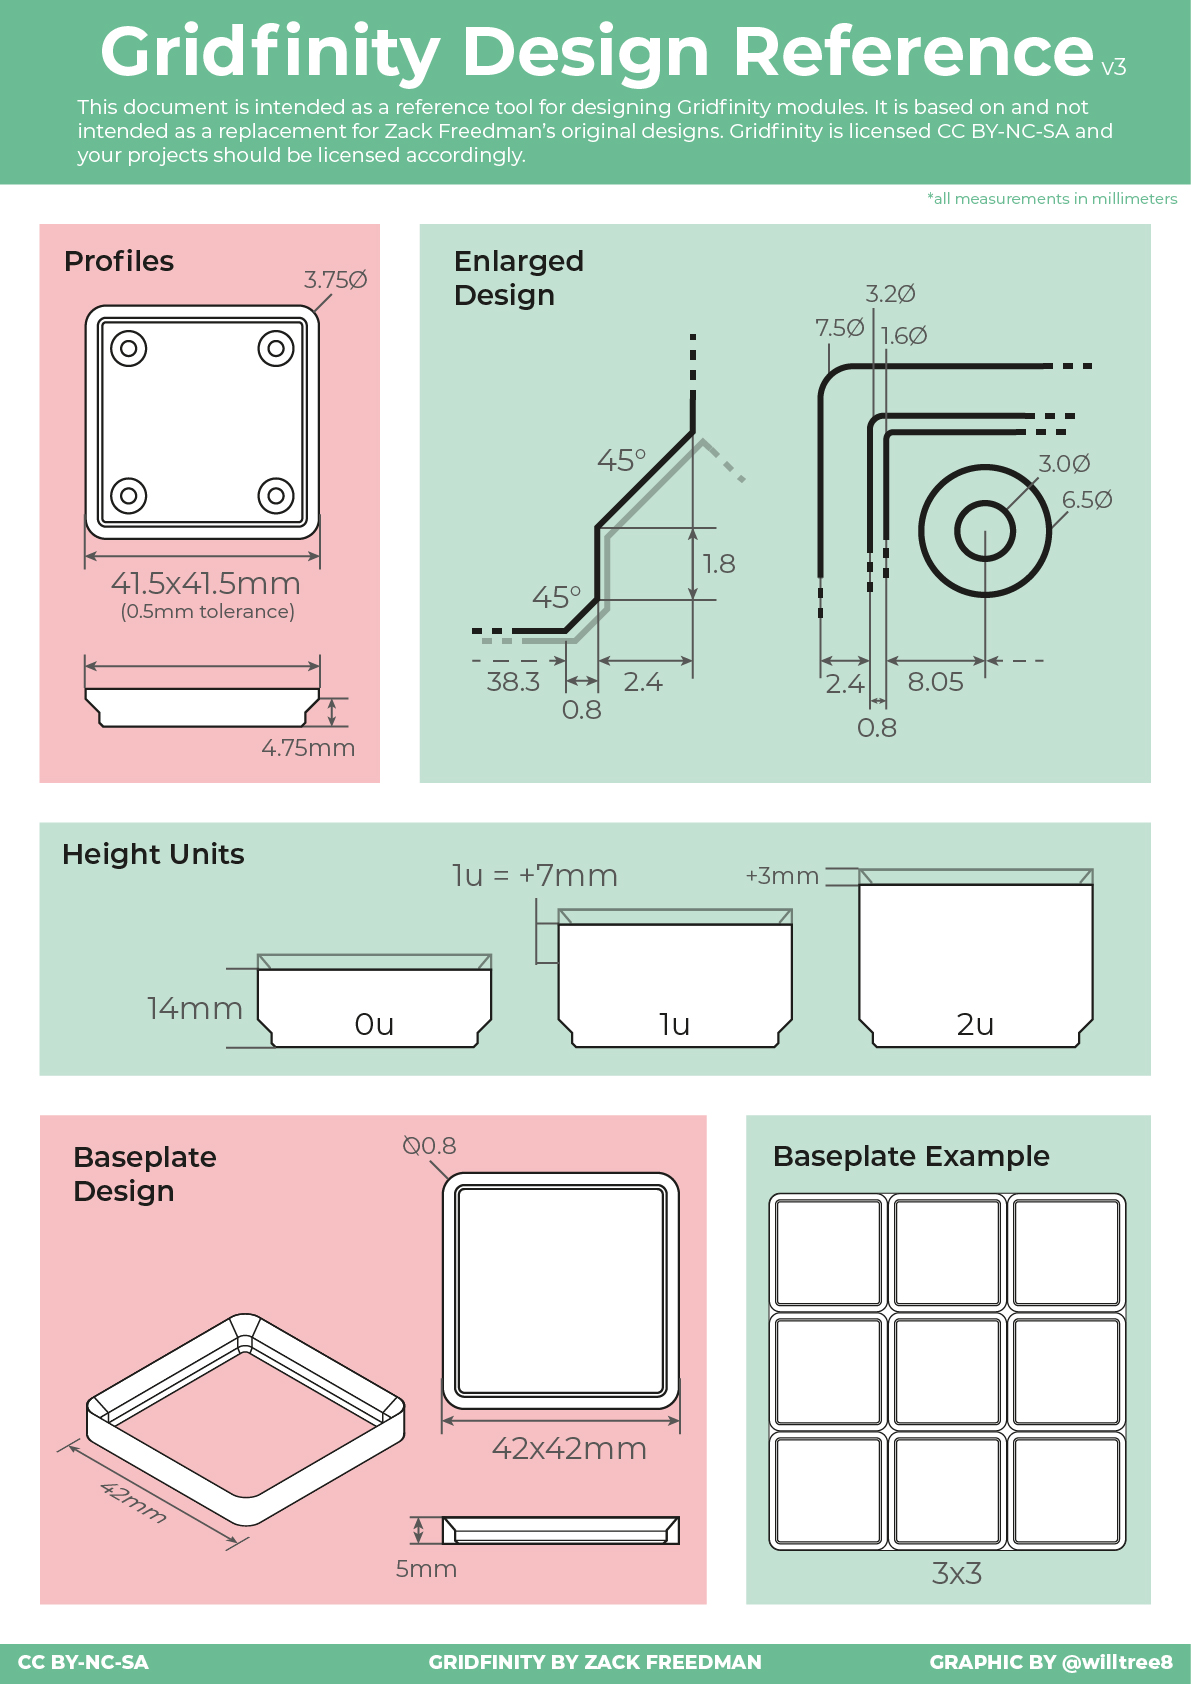 Gridfinity Design Reference v3
This document is intended as a reference tool for designing Gridfinity modules. It is based on and not
intended as a replacement for Zack Freedman's original designs. Gridfinity is licensed CC BY-NC-SA and
your projects should be licensed accordingly.
*all measurements in millimeters
Profiles
3.75Ø
41.5x41.5mm
(0.5mm tolerance)
4.75mm
Enlarged
Design
45°
45°
1.8
38.3
0.8
2.4
3.2Ø
7.5Ø
1.6Ø
3.0Ø
6.5Ø
2.4
8.05
0.8
Height Units
14mm
0u
1u = +7mm
1u
+3mm
2u
Baseplate
Design
Ø0.8
42mm
42x42mm
5mm
Baseplate Example
3x3
CC BY-NC-SA
GRIDFINITY BY ZACK FREEDMAN
GRAPHIC BY @willtree8